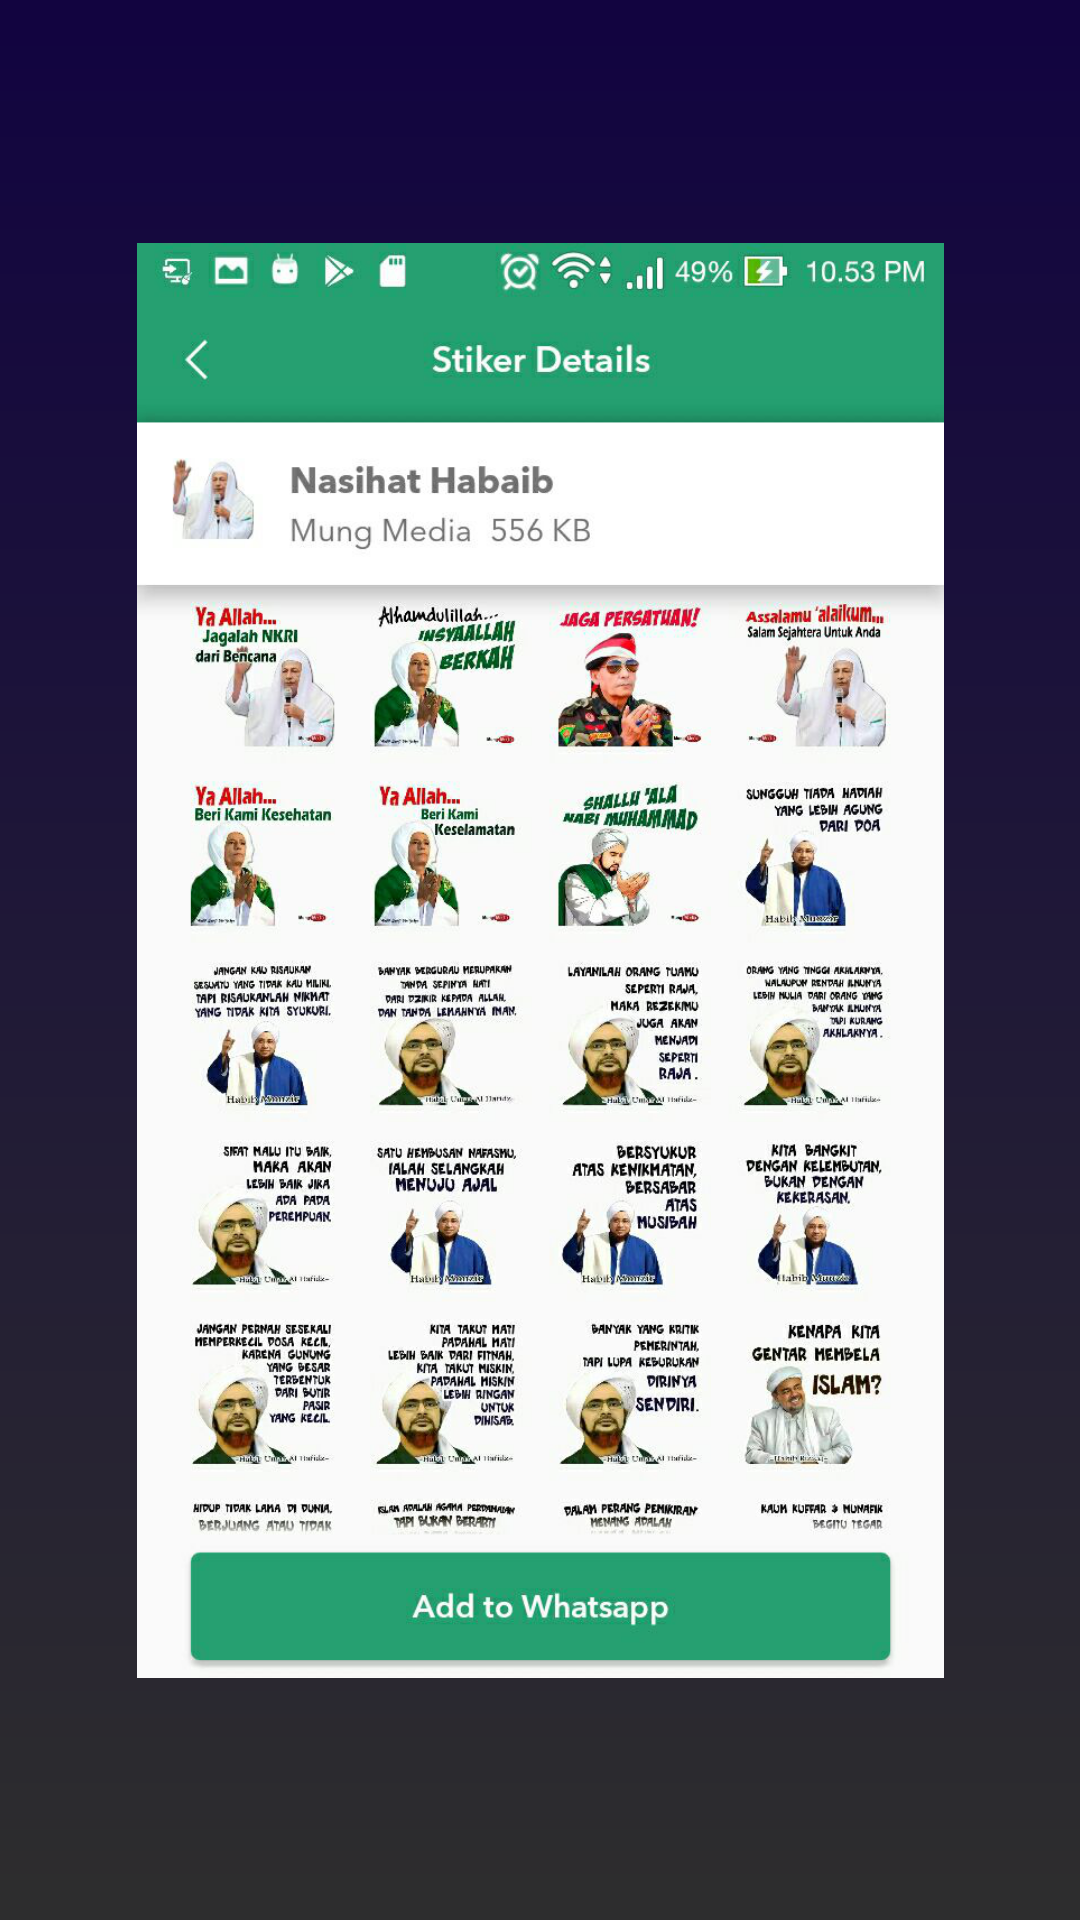 49% 10.53 PM
Stiker Details
Nasihat Habaib
Mung Media 556 KB
Ya Allah...
Jagalah NKRI
dari Bencana
Alhamdulillah...
INSYAALLAH
BERKAH
JAGA PERSATUAN!
Assalamu 'alaikum...
Salam Sejahtera Untuk Anda
Ya Allah...
Beri Kami Kesehatan
Ya Allah...
Beri Kami
Keselamatan
SHALLU 'ALA
NABI MUHAMMAD
SUNGGUH TIADA HADIAH
YANG LEBIH AGUNG
DARI DOA
Habib Munzir
JANGAN KAU RISAUKAN
SESUATU YANG TIDAK KAU MILIKI,
TAPI RISAUKANLAH NIKMAT
YANG TIDAK KITA SYUKURI.
Habib Munzir
BANYAK BERGURAU MERUPAKAN
TANDA SEPINYA HATI
DARI DZIKIR KEPADA ALLAH,
DAN TANDA LEMAHNYA IMAN.
-Habib Umar Al Hafidz-
LAYANILAH ORANG TUAMU
SEPERTI RAJA,
MAKA REZEKIMU
JUGA AKAN
MENJADI
SEPERTI
RAJA.
-Habib Umar Al Hafidz-
ORANG YANG TINGGI AKHLAKNYA,
WALAUPUN RENDAH ILMUNYA
LEBIH MULIA DARI ORANG YANG
BANYAK ILMUNYA
TAPI KURANG
AKHLAKNYA.
-Habib Umar Al Hafidz-
SIFAT MALU ITU BAIK,
MAKA AKAN
LEBIH BAIK JIKA
ADA PADA
PEREMPUAN.
-Habib Umar Al Hafidz-
SATU HEMBUSAN NAFASMU,
IALAH SELANGKAH
MENUJU AJAL
Habib Munzir
BERSYUKUR
ATAS KENIKMATAN,
BERSABAR
ATAS
MUSIBAH
Habib Munzir
KITA BANGKIT
DENGAN KELEMBUTAN,
BUKAN DENGAN
KEKERASAN.
Habib Munzir
JANGAN PERNAH SESEKALI
MEMPERKECIL DOSA KECIL,
KARENA GUNUNG
YANG BESAR
TERBENTUK
DARI BUTIR
PASIR
YANG KECIL.
-Habib Umar Al Hafidz-
KITA TAKUT MATI
PADAHAL MATI
LEBIH BAIK DARI FITNAH,
KITA TAKUT MISKIN,
PADAHAL MISKIN
LEBIH RINGAN
UNTUK
DIHISAB.
-Habib Umar Al Hafidz-
BANYAK YANG KRITIK
PEMERINTAH,
TAPI LUPA KEBURUKAN
DIRINYA
SENDIRI.
-Habib Umar Al Hafidz-
KENAPA KITA
GENTAR MEMBELA
ISLAM?
-Habib Rizieq-
HIDUP TIDAK LAMA DI DUNIA,
BERJUANG ATAU TIDAK
ISLAM ADALAH AGAMA PERDAMAIAN
TAPI BUKAN BERARTI
DALAM PERANG PEMIKIRAN
MENANG ADALAH
KAUM KUFFAR & MUNAFIK
BEGITU TEGAR
Add to Whatsapp